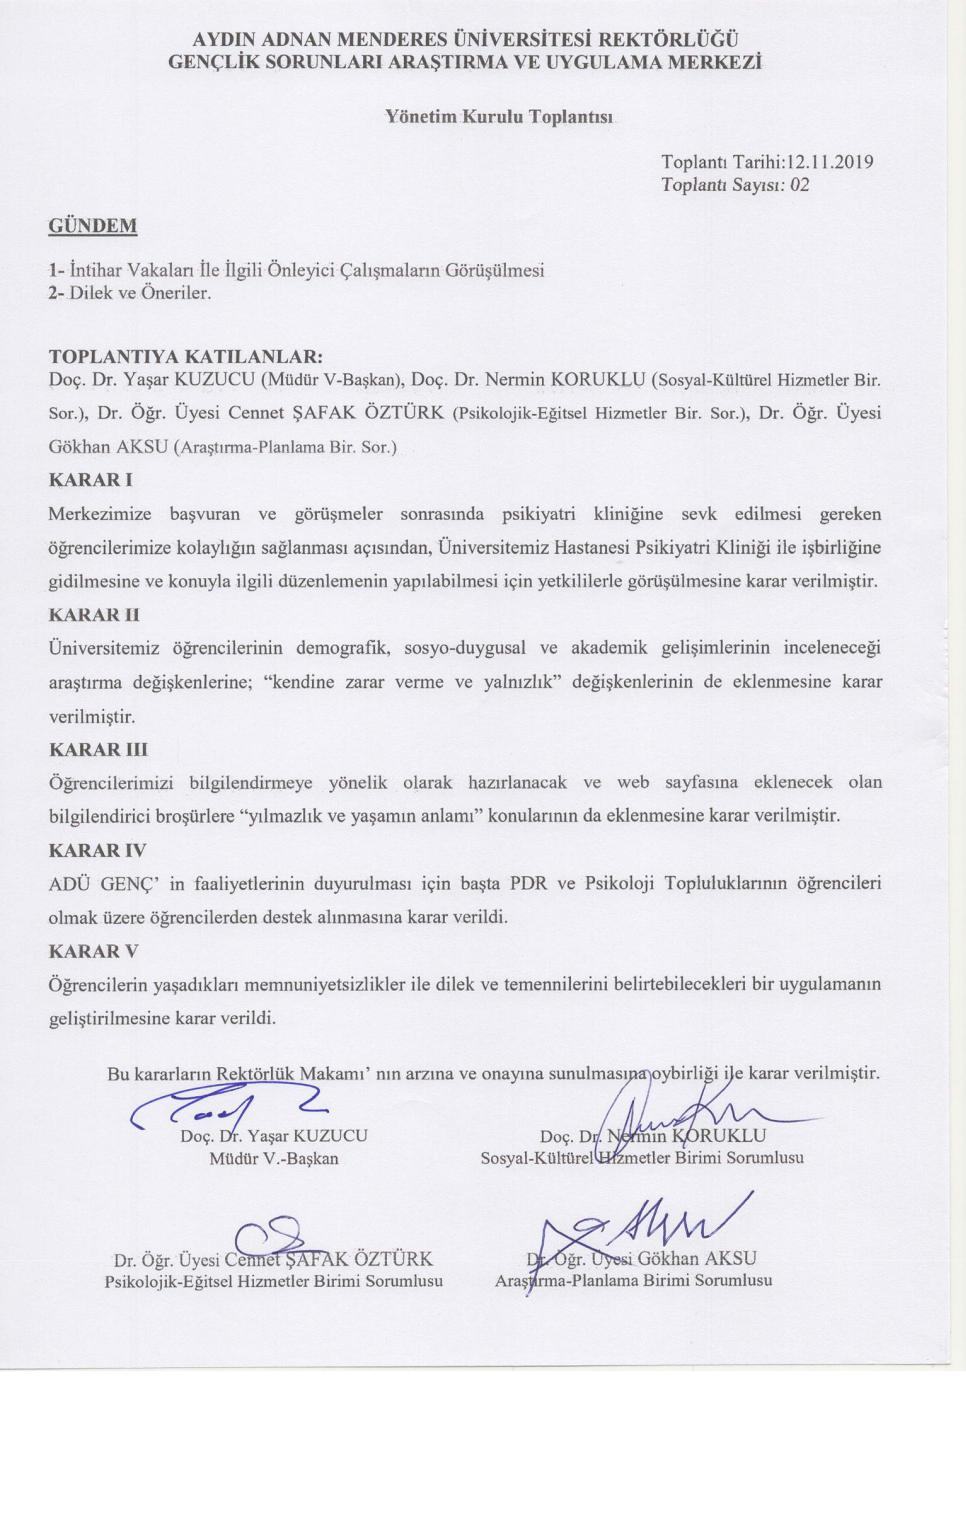 AYDIN ADNAN MENDERES ÜNİVERSİTESİ REKTÖRLÜĞÜ
GENÇLİK SORUNLARI ARAŞTIRMA VE UYGULAMA MERKEZİ
Yönetim Kurulu Toplantısı
Toplantı Tarihi:12.11.2019
Toplantı Sayısı: 02
GÜNDEM
1- İntihar Vakaları İle İlgili Önleyici Çalışmaların Görüşülmesi
2- Dilek ve Öneriler.
TOPLANTIYA KATILANLAR:
Doç. Dr. Yaşar KUZUCU (Müdür V-Başkan), Doç. Dr. Nermin KORUKLU (Sosyal-Kültürel Hizmetler Bir.
Sor.), Dr. Öğr. Üyesi Cennet ŞAFAK ÖZTÜRK (Psikolojik-Eğitsel Hizmetler Bir. Sor.), Dr. Öğr. Üyesi
Gökhan AKSU (Araştırma-Planlama Bir. Sor.)
KARAR I
Merkezimize başvuran ve görüşmeler sonrasında psikiyatri kliniğine sevk edilmesi gereken
öğrencilerimize kolaylığın sağlanması açısından, Üniversitemiz Hastanesi Psikiyatri Kliniği ile işbirliğine
gidilmesine ve konuyla ilgili düzenlemenin yapılabilmesi için yetkililerle görüşülmesine karar verilmiştir.
KARAR II
Üniversitemiz öğrencilerinin demografik, sosyo-duygusal ve akademik gelişimlerinin inceleneceği
araştırma değişkenlerine; “kendine zarar verme ve yalnızlık” değişkenlerinin de eklenmesine karar
verilmiştir.
KARAR III
Öğrencilerimizi bilgilendirmeye yönelik olarak hazırlanacak ve web sayfasına eklenecek olan
bilgilendirici broşürlere “yılmazlık ve yaşamın anlamı” konularının da eklenmesine karar verilmiştir.
KARAR IV
ADÜ GENÇ’ in faaliyetlerinin duyurulması için başta PDR ve Psikoloji Topluluklarının öğrencileri
olmak üzere öğrencilerden destek alınmasına karar verildi.
KARAR V
Öğrencilerin yaşadıkları memnuniyetsizlikler ile dilek ve temennilerini belirtebilecekleri bir uygulamanın
geliştirilmesine karar verildi.
Bu kararların Rektörlük Makamı’ nın arzına ve onayına sunulmasına oybirliği ile karar verilmiştir.
Doç. Dr. Yaşar KUZUCU
Müdür V.-Başkan
Doç. Dr. Nermin KORUKLU
Sosyal-Kültürel Hizmetler Birimi Sorumlusu
Dr. Öğr. Üyesi Cennet ŞAFAK ÖZTÜRK
Psikolojik-Eğitsel Hizmetler Birimi Sorumlusu
Dr. Öğr. Üyesi Gökhan AKSU
Araştırma-Planlama Birimi Sorumlusu